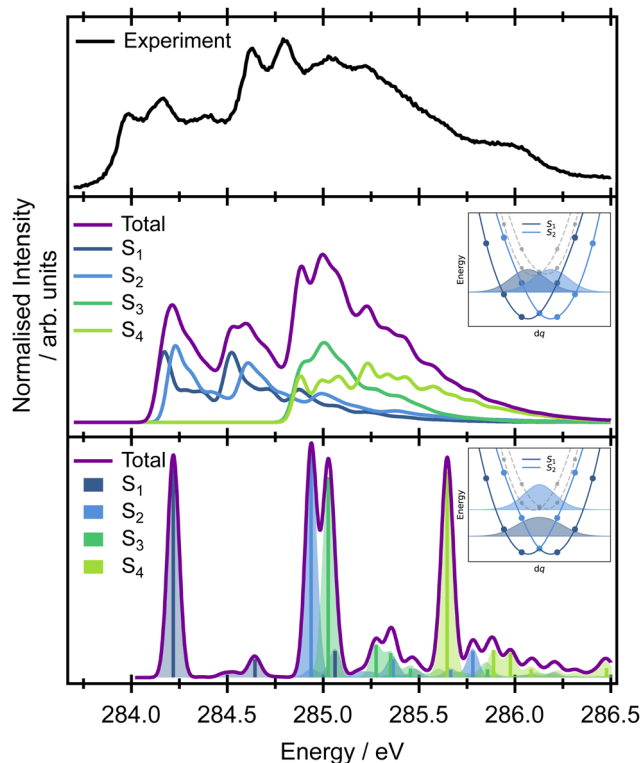 Experiment
Normalised Intensity
/ arb. units
Total
S1
S2
S3
S4
S1
S2
Energy
dq
Total
S1
S2
S3
S4
S1
S2
Energy
dq
284.0 284.5 285.0 285.5 286.0 286.5
Energy / eV